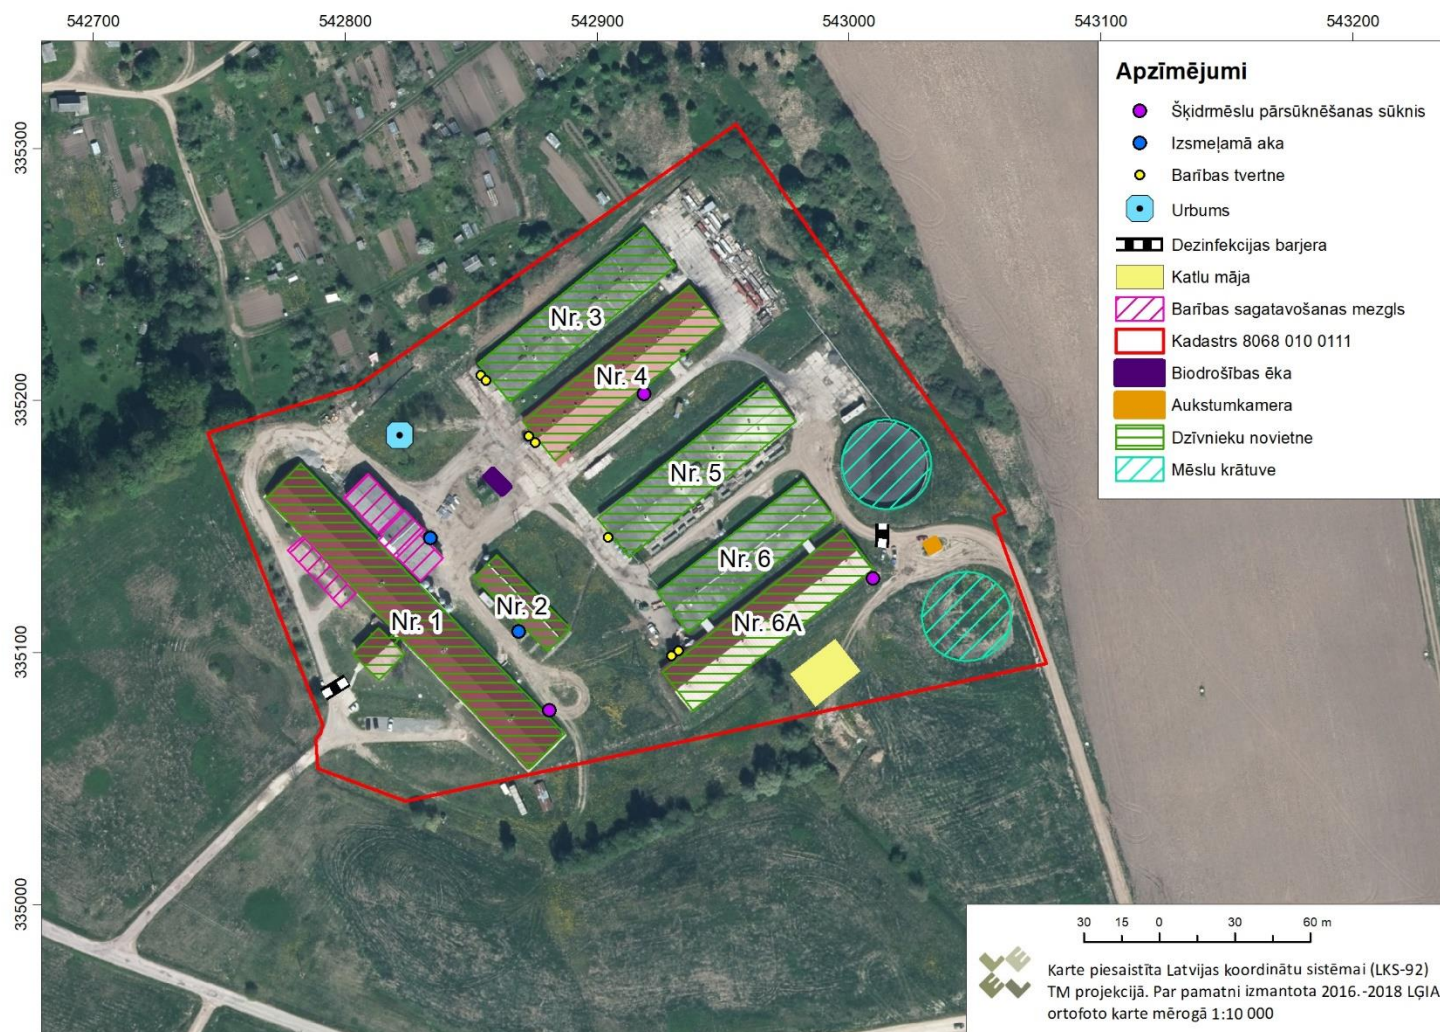 542700
542800
542900
543000
543100
543200
335300
335200
335100
335000
Apzīmējumi
Šķidrmēslu pārsūknēšanas sūknis
Izsmeļamā aka
Barības tvertne
Urbums
Dezinfekcijas barjera
Katlu māja
Barības sagatavošanas mezgls
Kadastrs 8068 010 0111
Biodrošības ēka
Aukstumkamera
Dzīvnieku novietne
Mēslu krātuve
Nr. 3
Nr. 4
Nr. 5
Nr. 6
Nr. 2
Nr. 1
Nr. 6A
30 15 0 30 60 m
Karte piesaistīta Latvijas koordinātu sistēmai (LKS-92)
TM projekcijā. Par pamatni izmantota 2016.-2018 LĢIA
ortofoto karte mērogā 1:10 000